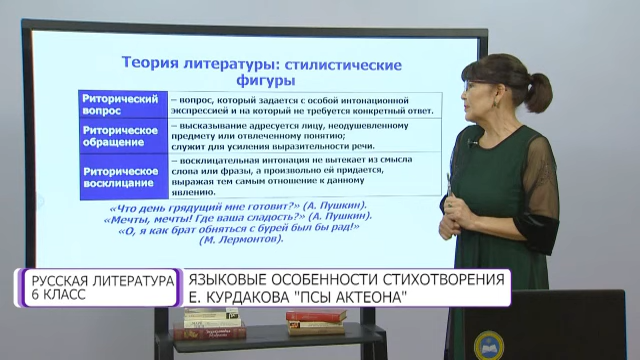 Теория литературы: стилистические
фигуры
Риторический
вопрос
– вопрос, который задается с особой интонационной
экспрессией и на который не требуется конкретный ответ.
Риторическое
обращение
– высказывание адресуется лицу, неодушевленному
предмету или отвлеченному понятию;
служит для усиления выразительности речи.
Риторическое
восклицание
– восклицательная интонация не вытекает из смысла
слова или фразы, а произвольно ей придается,
выражая тем самым отношение к данному
явлению.
«Что день грядущий мне готовит?» (А. Пушкин).
«Мечты, мечты! Где ваша сладость?» (А. Пушкин).
«О, я как брат обняться с бурей был бы рад!»
(М. Лермонтов).
РУССКАЯ ЛИТЕРАТУРА
6 КЛАСС
ЯЗЫКОВЫЕ ОСОБЕННОСТИ СТИХОТВОРЕНИЯ
Е. КУРДАКОВА "ПСЫ АКТЕОНА"